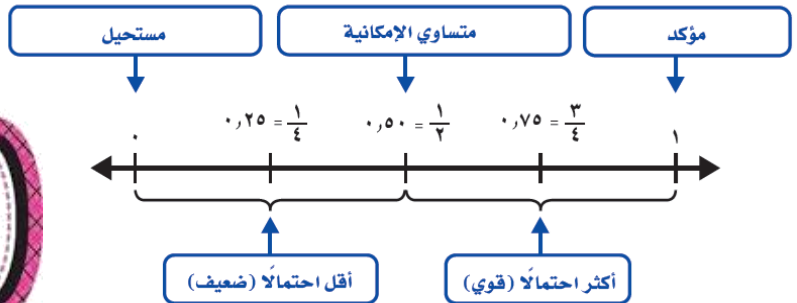 مؤكد
متساوي الإمكانية
مستحيل
٠ ٠٫٢٥ = ١/٤ ٠٫٥٠ = ١/٢ ٠٫٧٥ = ٣/٤ ١
أكثر احتمالًا (قوي)
أقل احتمالًا (ضعيف)